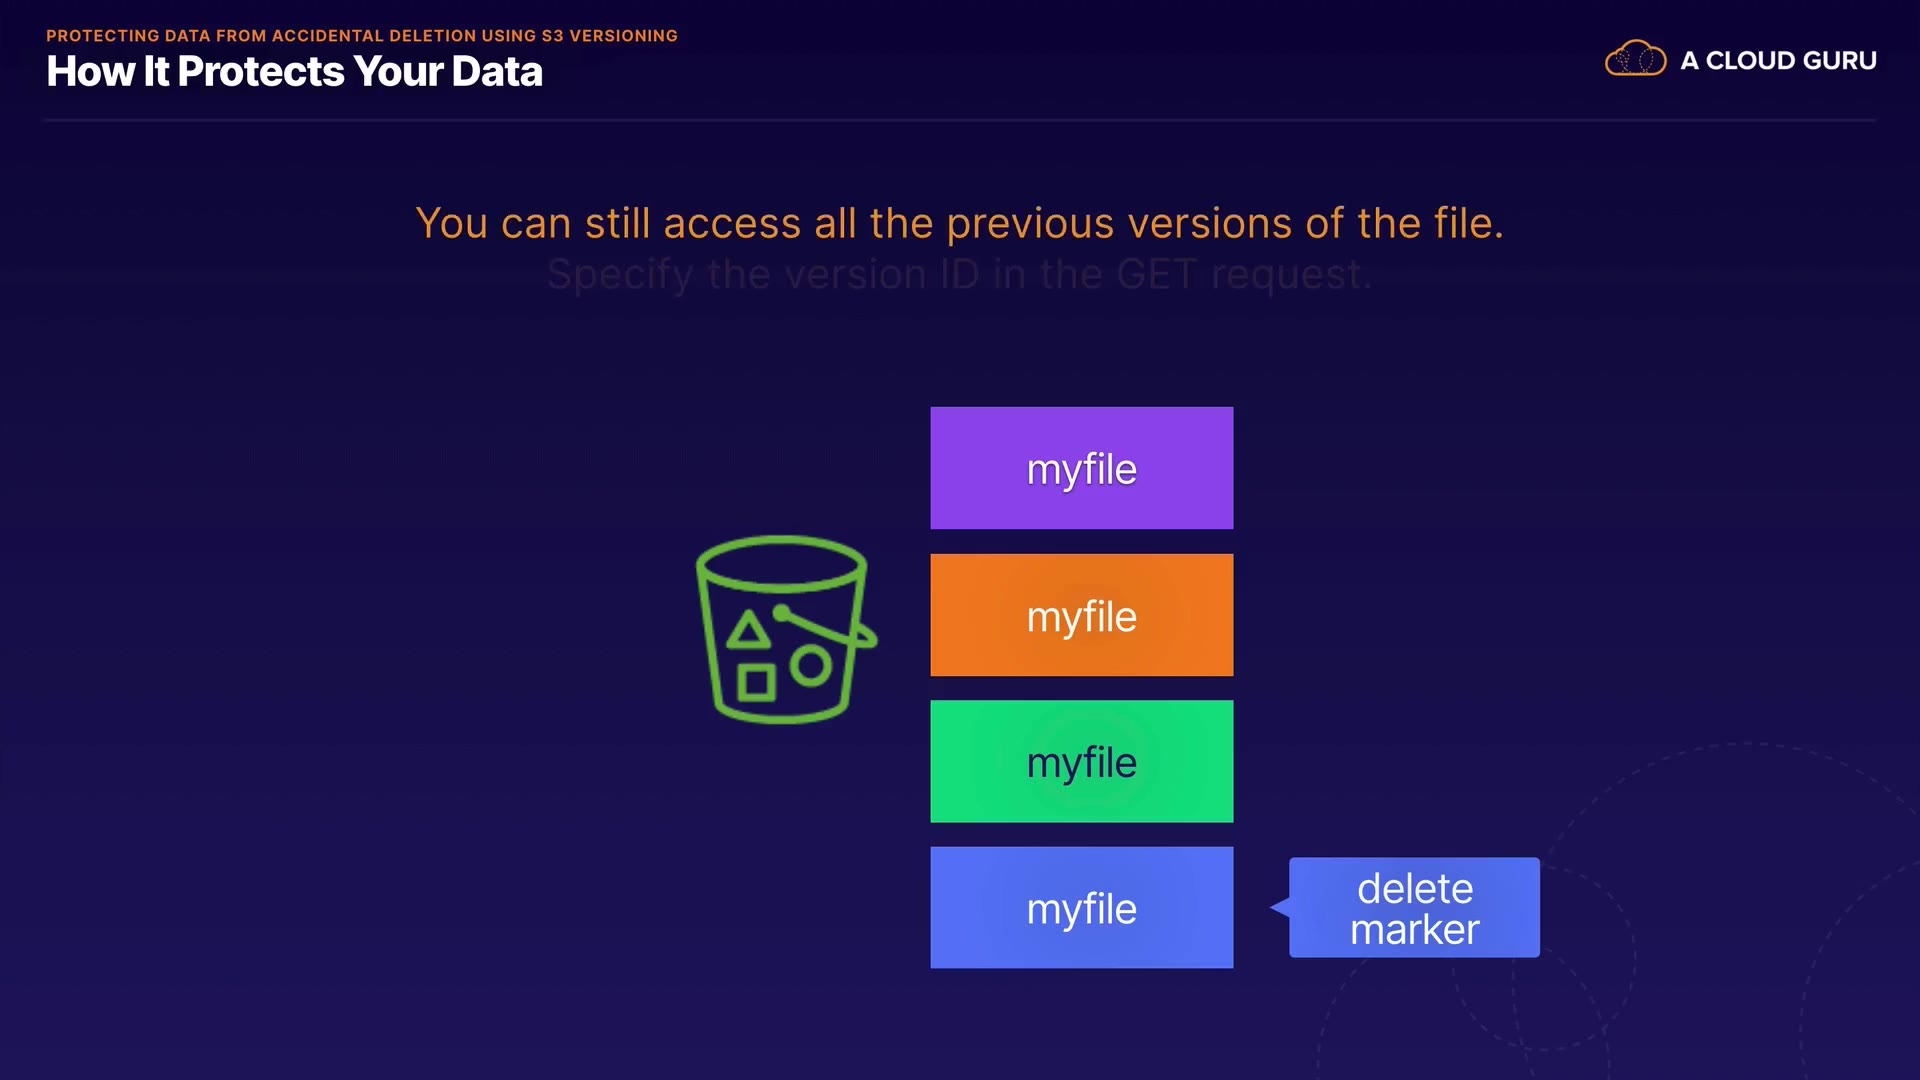 PROTECTING DATA FROM ACCIDENTAL DELETION USING S3 VERSIONING
How It Protects Your Data
A CLOUD GURU
You can still access all the previous versions of the file.
Specify the version ID in the GET request.
myfile
myfile
myfile
myfile
delete
marker